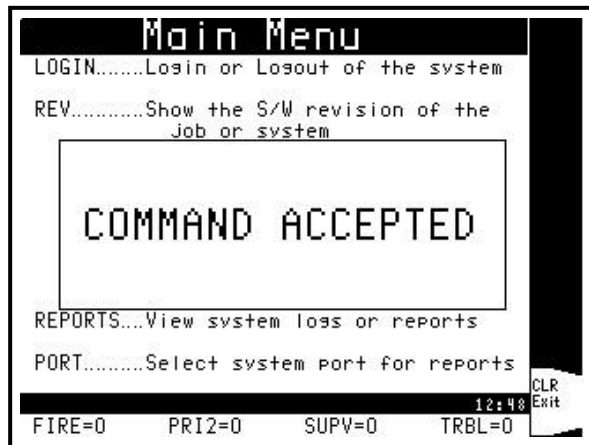 Main Menu
LOGIN.......Login or Logout of the system
REV...........Show the S/W revision of the
Job or system
COMMAND ACCEPTED
REPORTS....View system logs or reports
PORT.........Select system port for reports
CLR
12:48 Exit
FIRE=0 PRI2=0 SUPV=0 TRBL=0